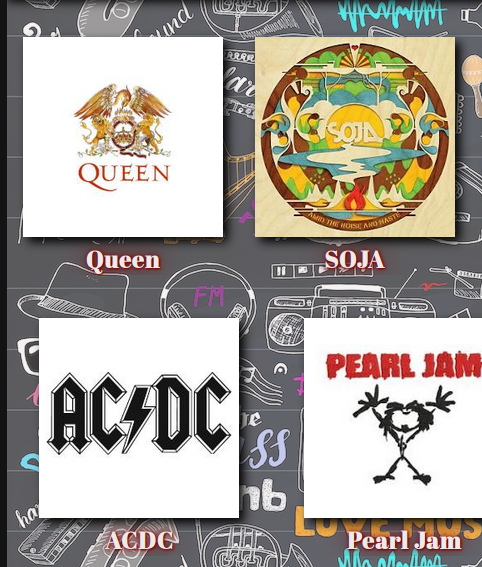 QUEEN
SOJA
AMID THE NOISE AND HASTE
Queen
SOJA
FM
AC DC
PEARL JAM
LOVE MUS
ACDC
Pearl Jam